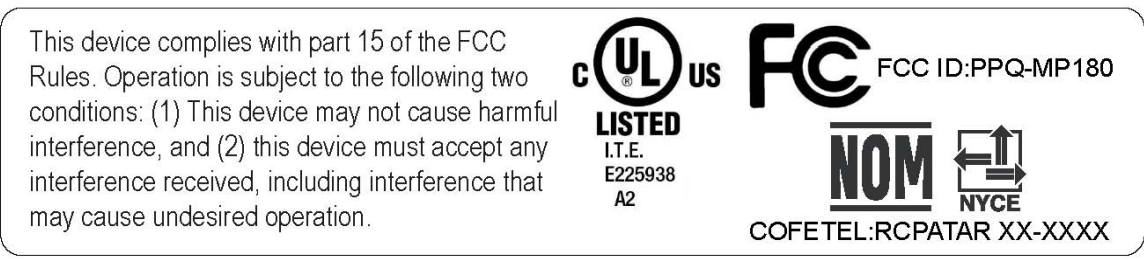 This device complies with part 15 of the FCC
Rules. Operation is subject to the following two
conditions: (1) This device may not cause harmful
interference, and (2) this device must accept any
interference received, including interference that
may cause undesired operation.
C UL® US
LISTED
I.T.E.
E225938
A2
FC FCC ID:PPQ-MP180
NOM
NYCE
COFETEL:RCPATAR XX-XXXX